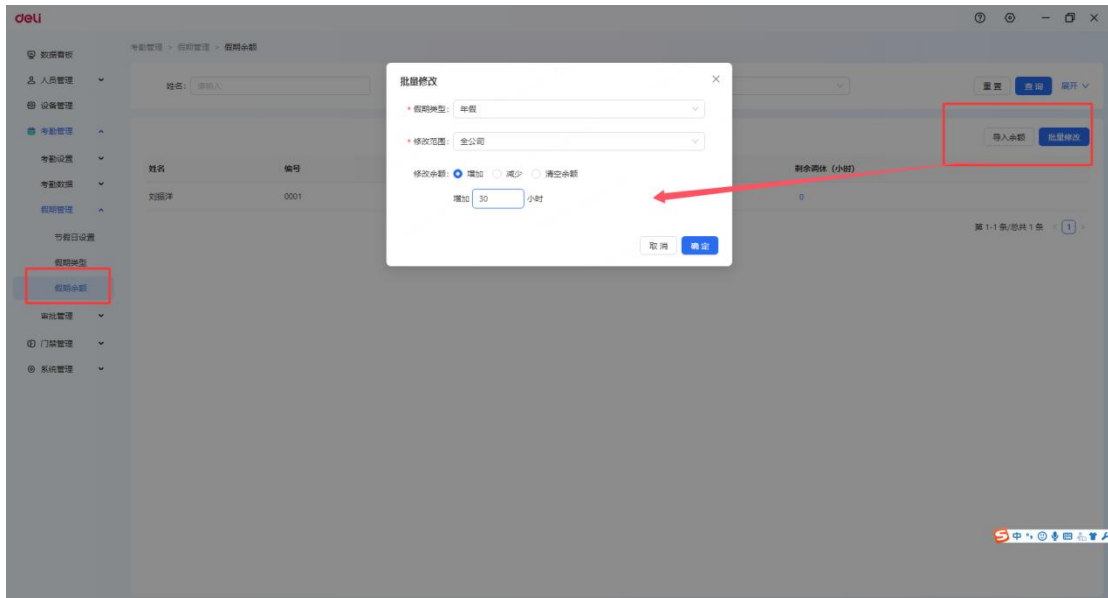 deli
数据看板
考勤管理 > 假期管理 > 假期余额
人员管理
姓名: 请输入
批量修改
重置 查询 展开
设备管理
* 假期类型: 年假
考勤管理
* 修改范围: 全公司
导入余额 批量修改
考勤设置
姓名 编号 剩余调休 (小时)
修改余额: 增加 减少 清空余额
考勤数据
刘振洋 0001 0
增加 30 小时
假期管理
第 1-1 条/总共 1 条 < 1 >
节假日设置
取消 确定
假期类型
假期余额
审批管理
门禁管理
系统管理
S 中